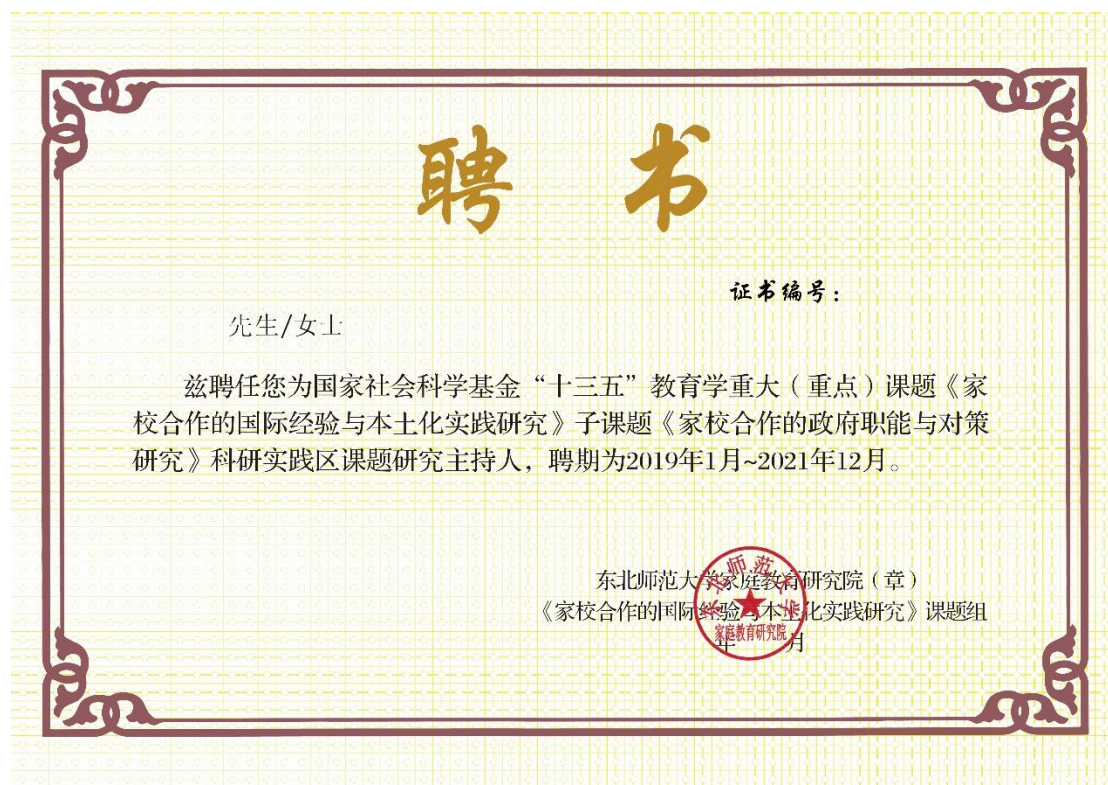 聘 书
证书编号：
先生/女士
兹聘任您为国家社会科学基金“十三五”教育学重大（重点）课题《家
校合作的国际经验与本土化实践研究》子课题《家校合作的政府职能与对策
研究》科研实践区课题研究主持人，聘期为2019年1月~2021年12月。
东北师范大学家庭教育研究院（章）
《家校合作的国际经验与本土化实践研究》课题组
年 月
东北师范大学
家庭教育研究院